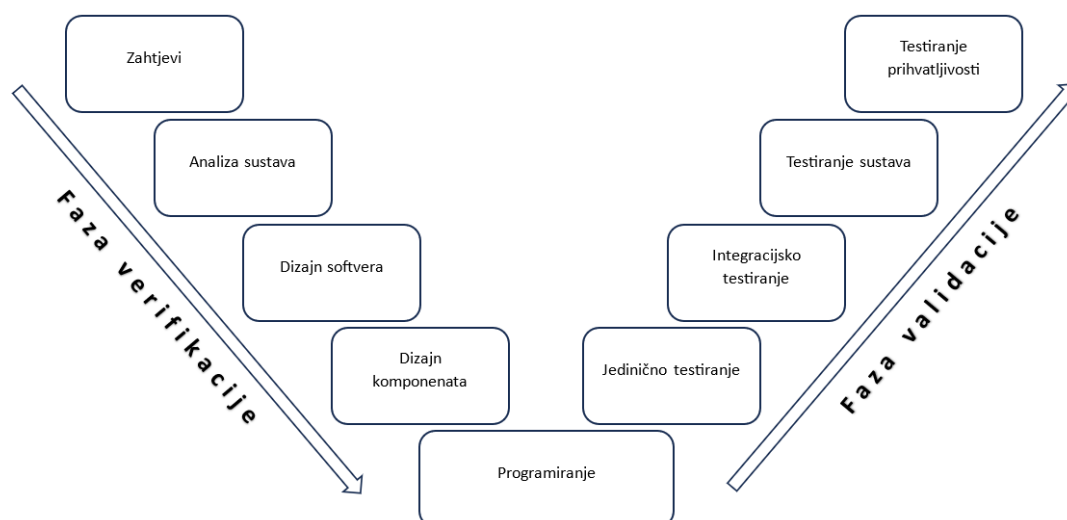 Zahtjevi
Testiranje
prihvatljivosti
Analiza sustava
Testiranje sustava
Faza verifikacije
Faza validacije
Dizajn softvera
Integracijsko
testiranje
Dizajn
komponenata
Jedinično testiranje
Programiranje